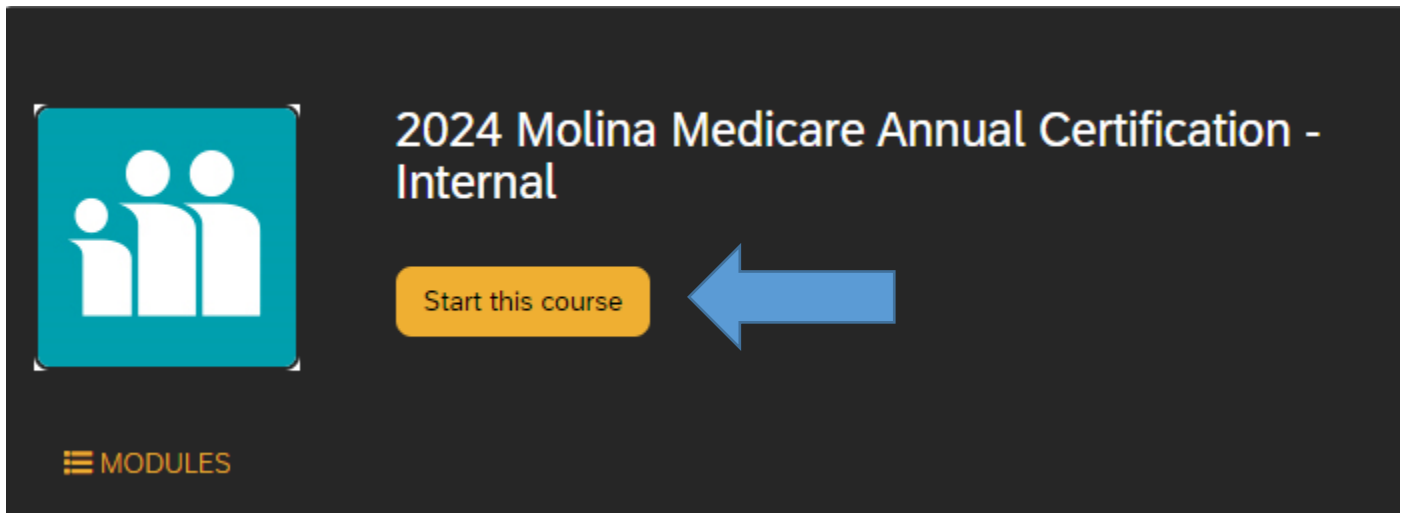 2024 Molina Medicare Annual Certification -
Internal
Start this course
MODULES